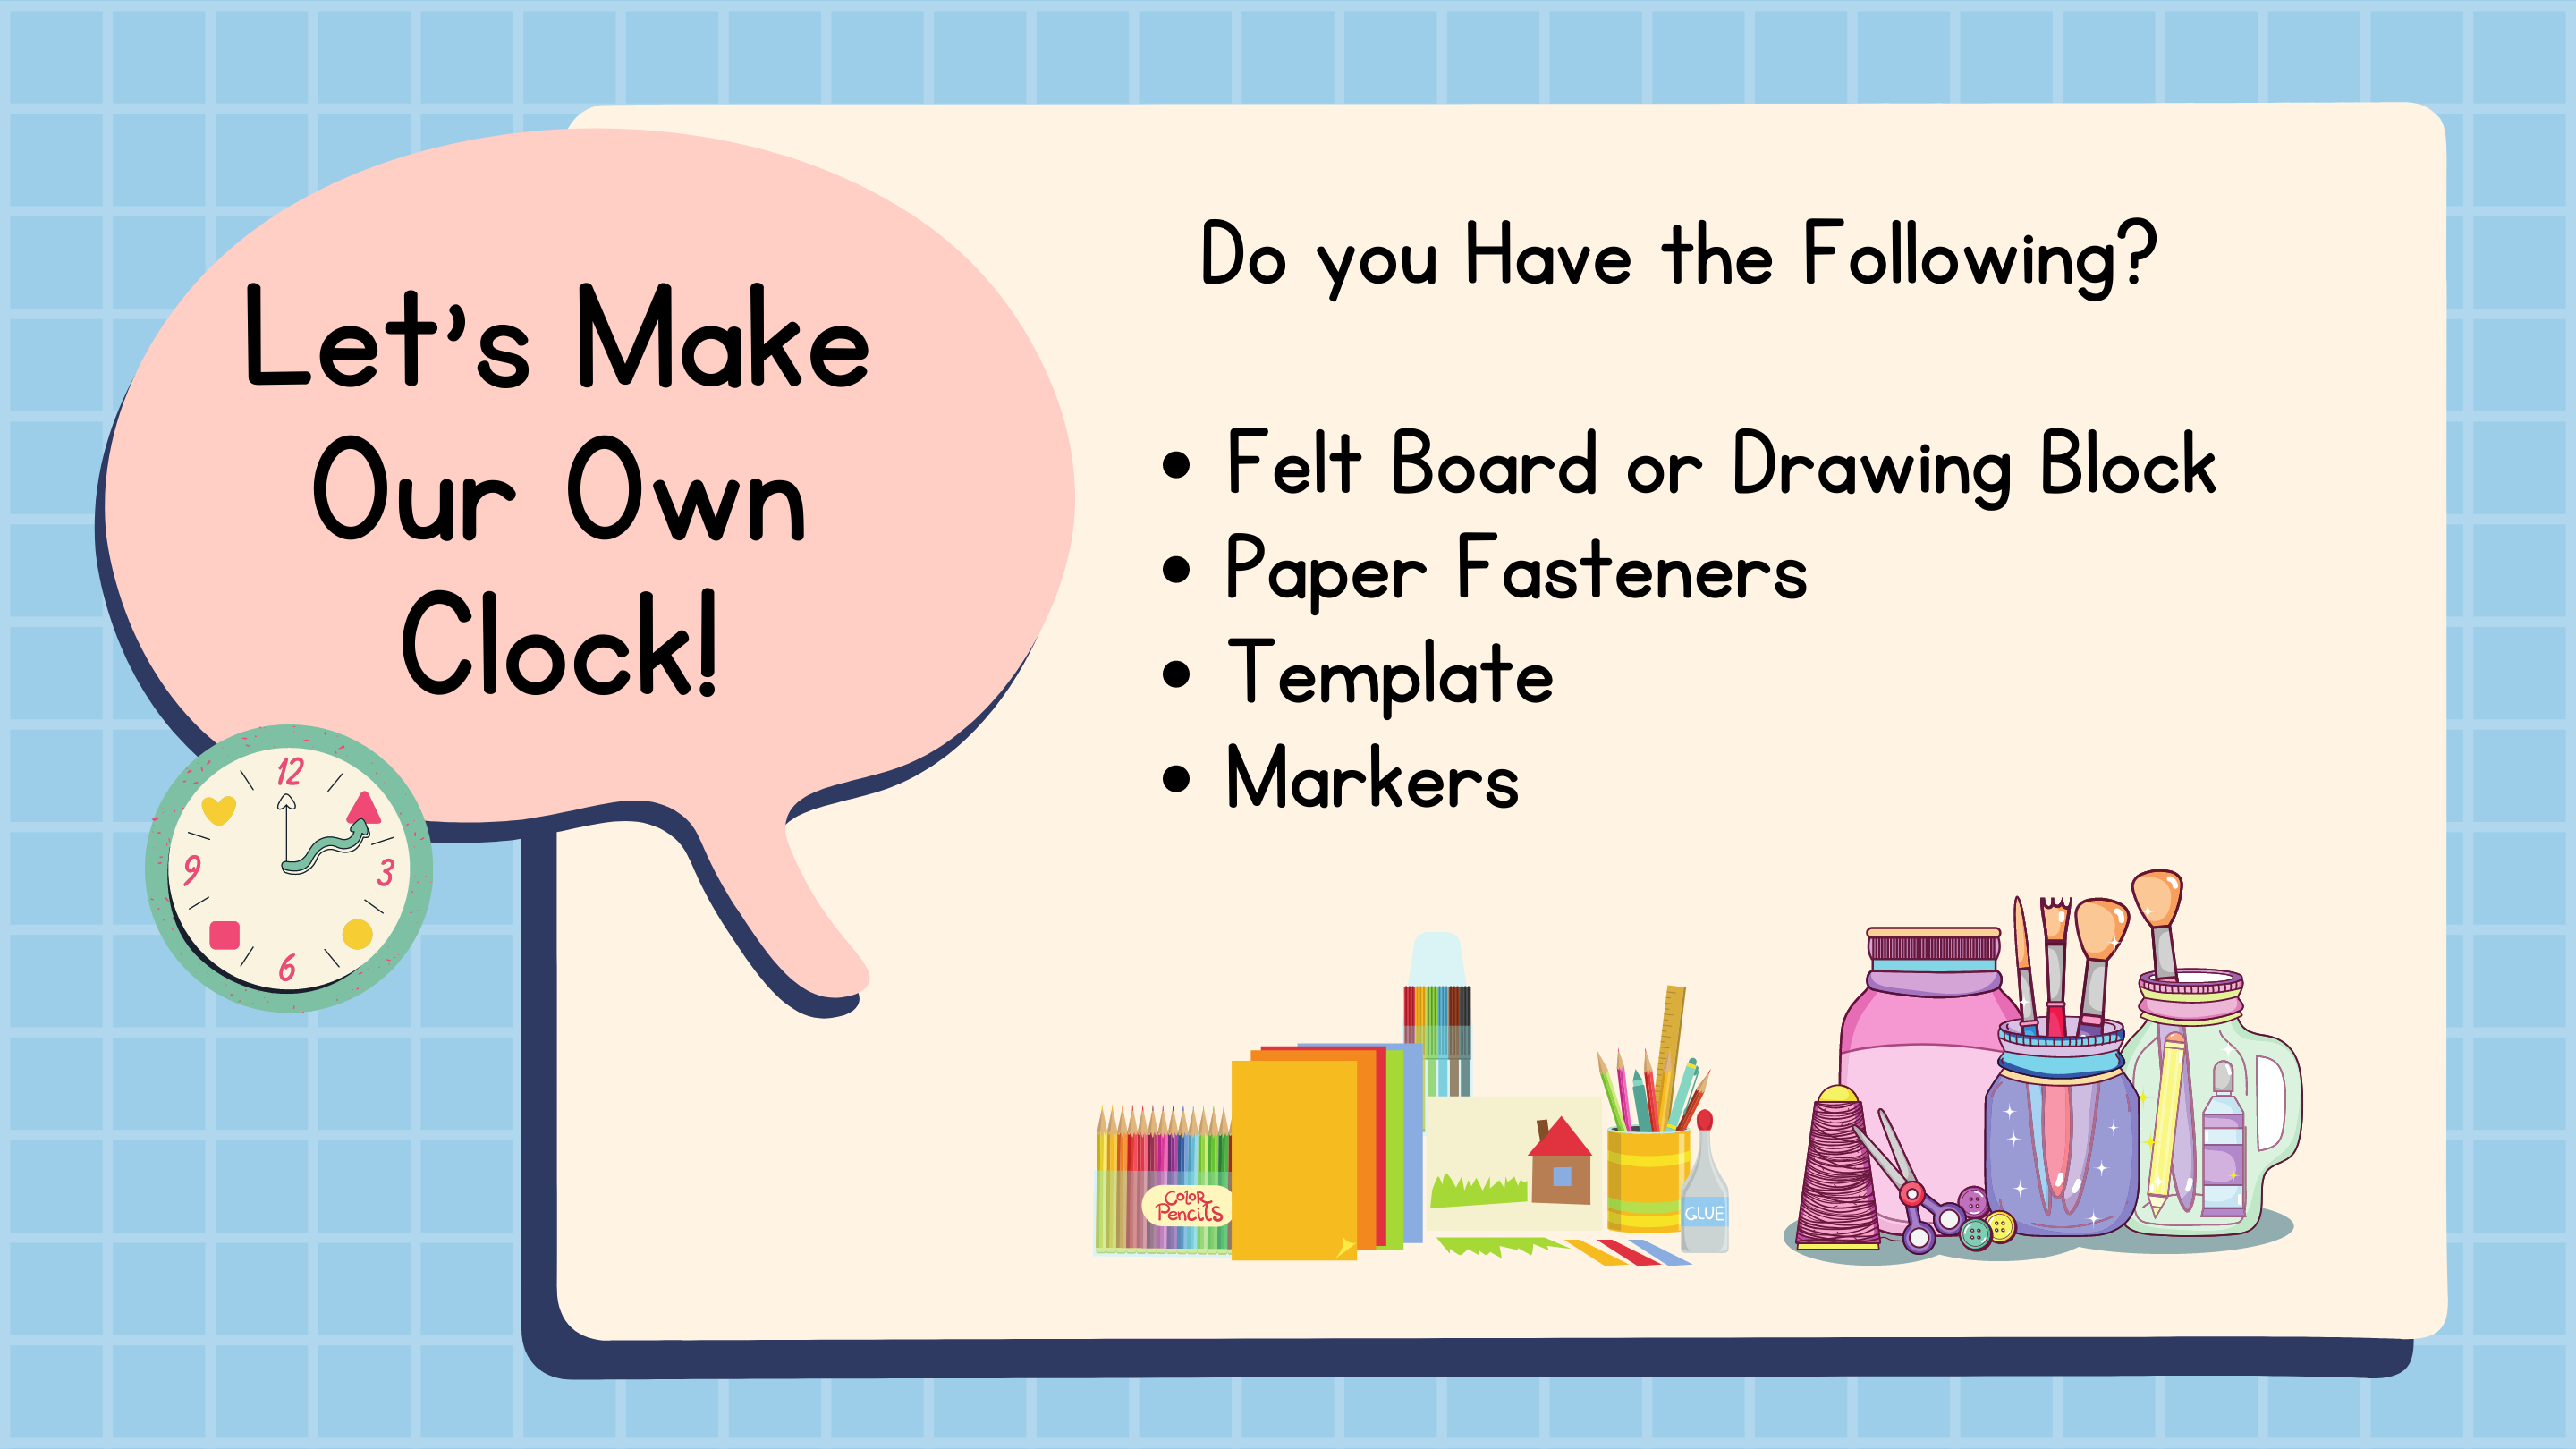 Let's Make
Our Own
Clock!
12
9
3
6
Do you Have the Following?
• Felt Board or Drawing Block
• Paper Fasteners
• Template
• Markers
Color
Pencils
GLUE